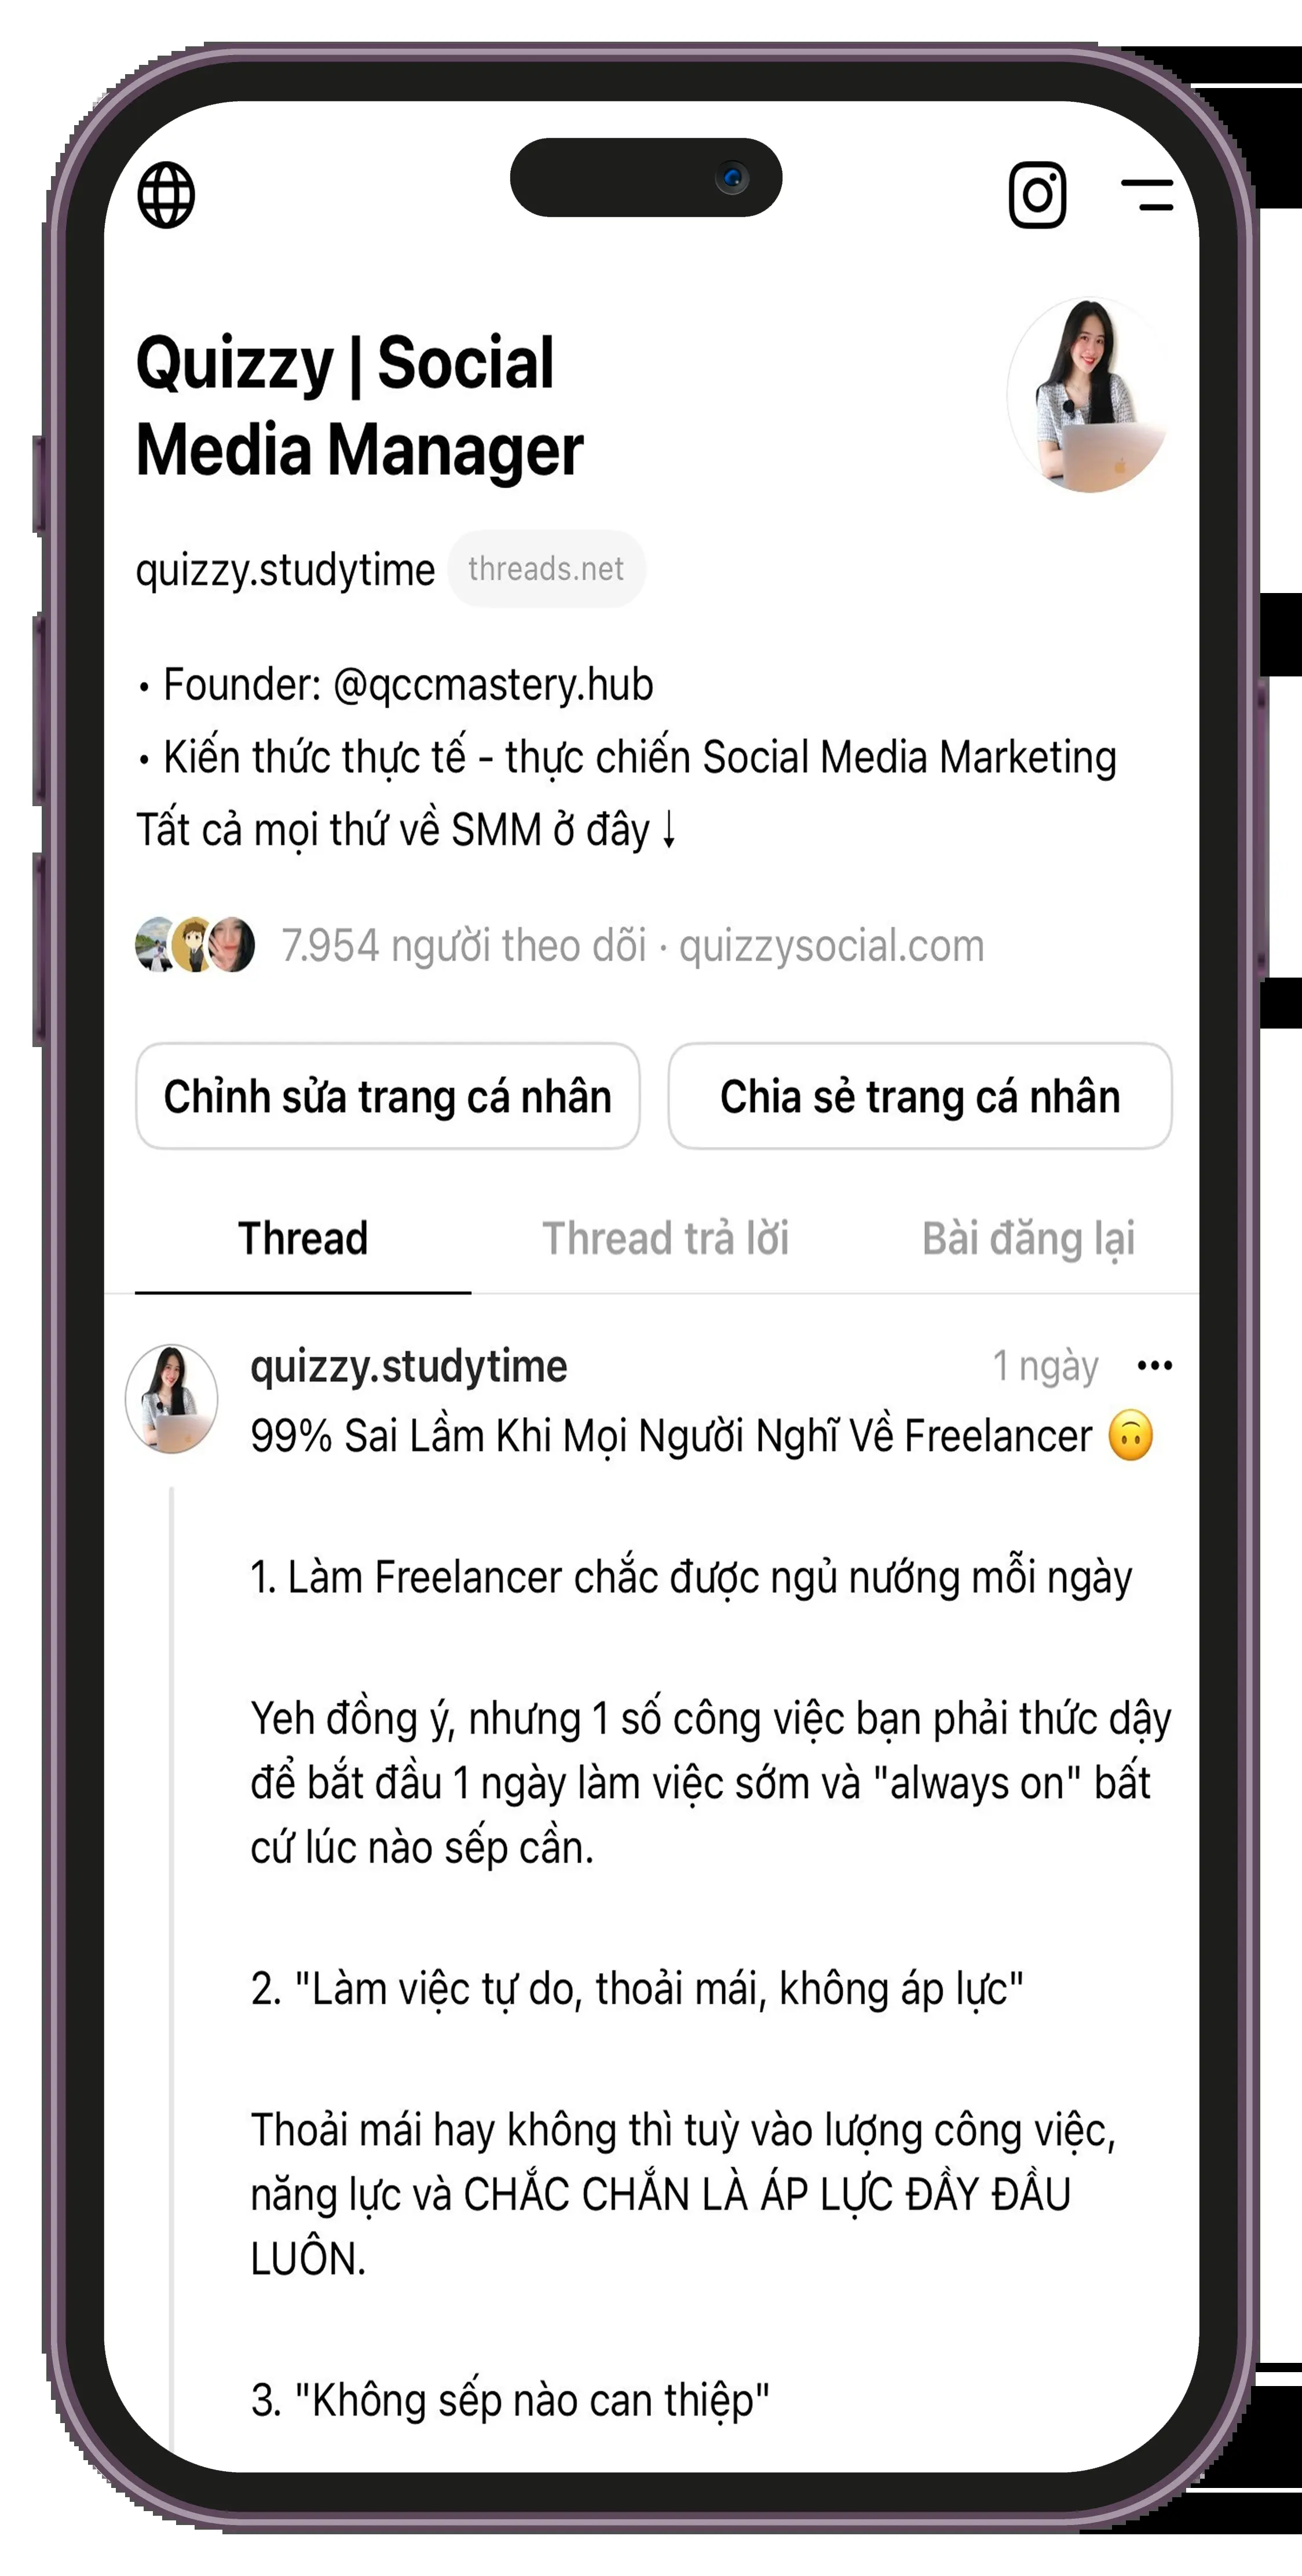 Quizzy | Social
Media Manager
quizzy.studytime threads.net
• Founder: @qccmastery.hub
• Kiến thức thực tế - thực chiến Social Media Marketing
Tất cả mọi thứ về SMM ở đây ↓
7.954 người theo dõi · quizzysocial.com
Chỉnh sửa trang cá nhân Chia sẻ trang cá nhân
Thread Thread trả lời Bài đăng lại
quizzy.studytime 1 ngày
99% Sai Lầm Khi Mọi Người Nghĩ Về Freelancer 🙃
1. Làm Freelancer chắc được ngủ nướng mỗi ngày
Yeh đồng ý, nhưng 1 số công việc bạn phải thức dậy
để bắt đầu 1 ngày làm việc sớm và "always on" bất
cứ lúc nào sếp cần.
2. "Làm việc tự do, thoải mái, không áp lực"
Thoải mái hay không thì tuỳ vào lượng công việc,
năng lực và CHẮC CHẮN LÀ ÁP LỰC ĐẦY ĐẦU
LUÔN.
3. "Không sếp nào can thiệp"